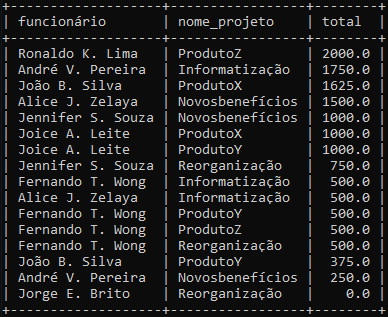 funcionário | nome_projeto | total
Ronaldo K. Lima | ProdutoZ | 2000.0
André V. Pereira | Informatização | 1750.0
João B. Silva | ProdutoX | 1625.0
Alice J. Zelaya | Novosbenefícios | 1500.0
Jennifer S. Souza | Novosbenefícios | 1000.0
Joice A. Leite | ProdutoX | 1000.0
Joice A. Leite | ProdutoY | 1000.0
Jennifer S. Souza | Reorganização | 750.0
Fernando T. Wong | Informatização | 500.0
Alice J. Zelaya | Informatização | 500.0
Fernando T. Wong | ProdutoY | 500.0
Fernando T. Wong | ProdutoZ | 500.0
Fernando T. Wong | Reorganização | 500.0
João B. Silva | ProdutoY | 375.0
André V. Pereira | Novosbenefícios | 250.0
Jorge E. Brito | Reorganização | 0.0